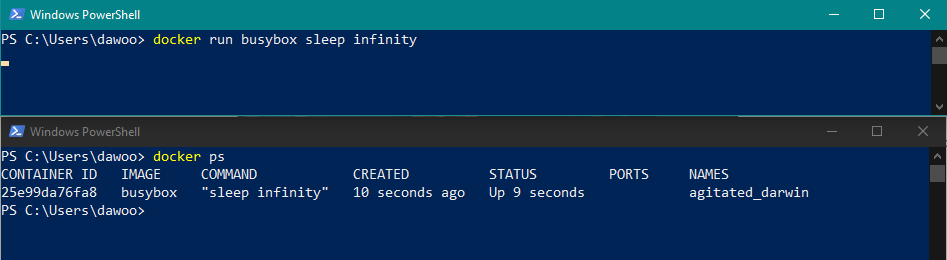 Windows PowerShell
PS C:\Users\dawoo> docker run busybox sleep infinity
Windows PowerShell
PS C:\Users\dawoo> docker ps
CONTAINER ID   IMAGE     COMMAND            CREATED          STATUS         PORTS     NAMES
25e99da76fa8   busybox   "sleep infinity"   10 seconds ago   Up 9 seconds             agitated_darwin
PS C:\Users\dawoo>